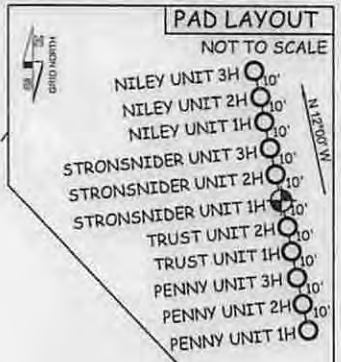 PAD LAYOUT
NOT TO SCALE
GRID NORTH
N 12°00' W
NILEY UNIT 3H
10'
NILEY UNIT 2H
10'
NILEY UNIT 1H
10'
STRONSNIDER UNIT 3H
10'
STRONSNIDER UNIT 2H
10'
STRONSNIDER UNIT 1H
10'
TRUST UNIT 2H
10'
TRUST UNIT 1H
10'
PENNY UNIT 3H
10'
PENNY UNIT 2H
10'
PENNY UNIT 1H